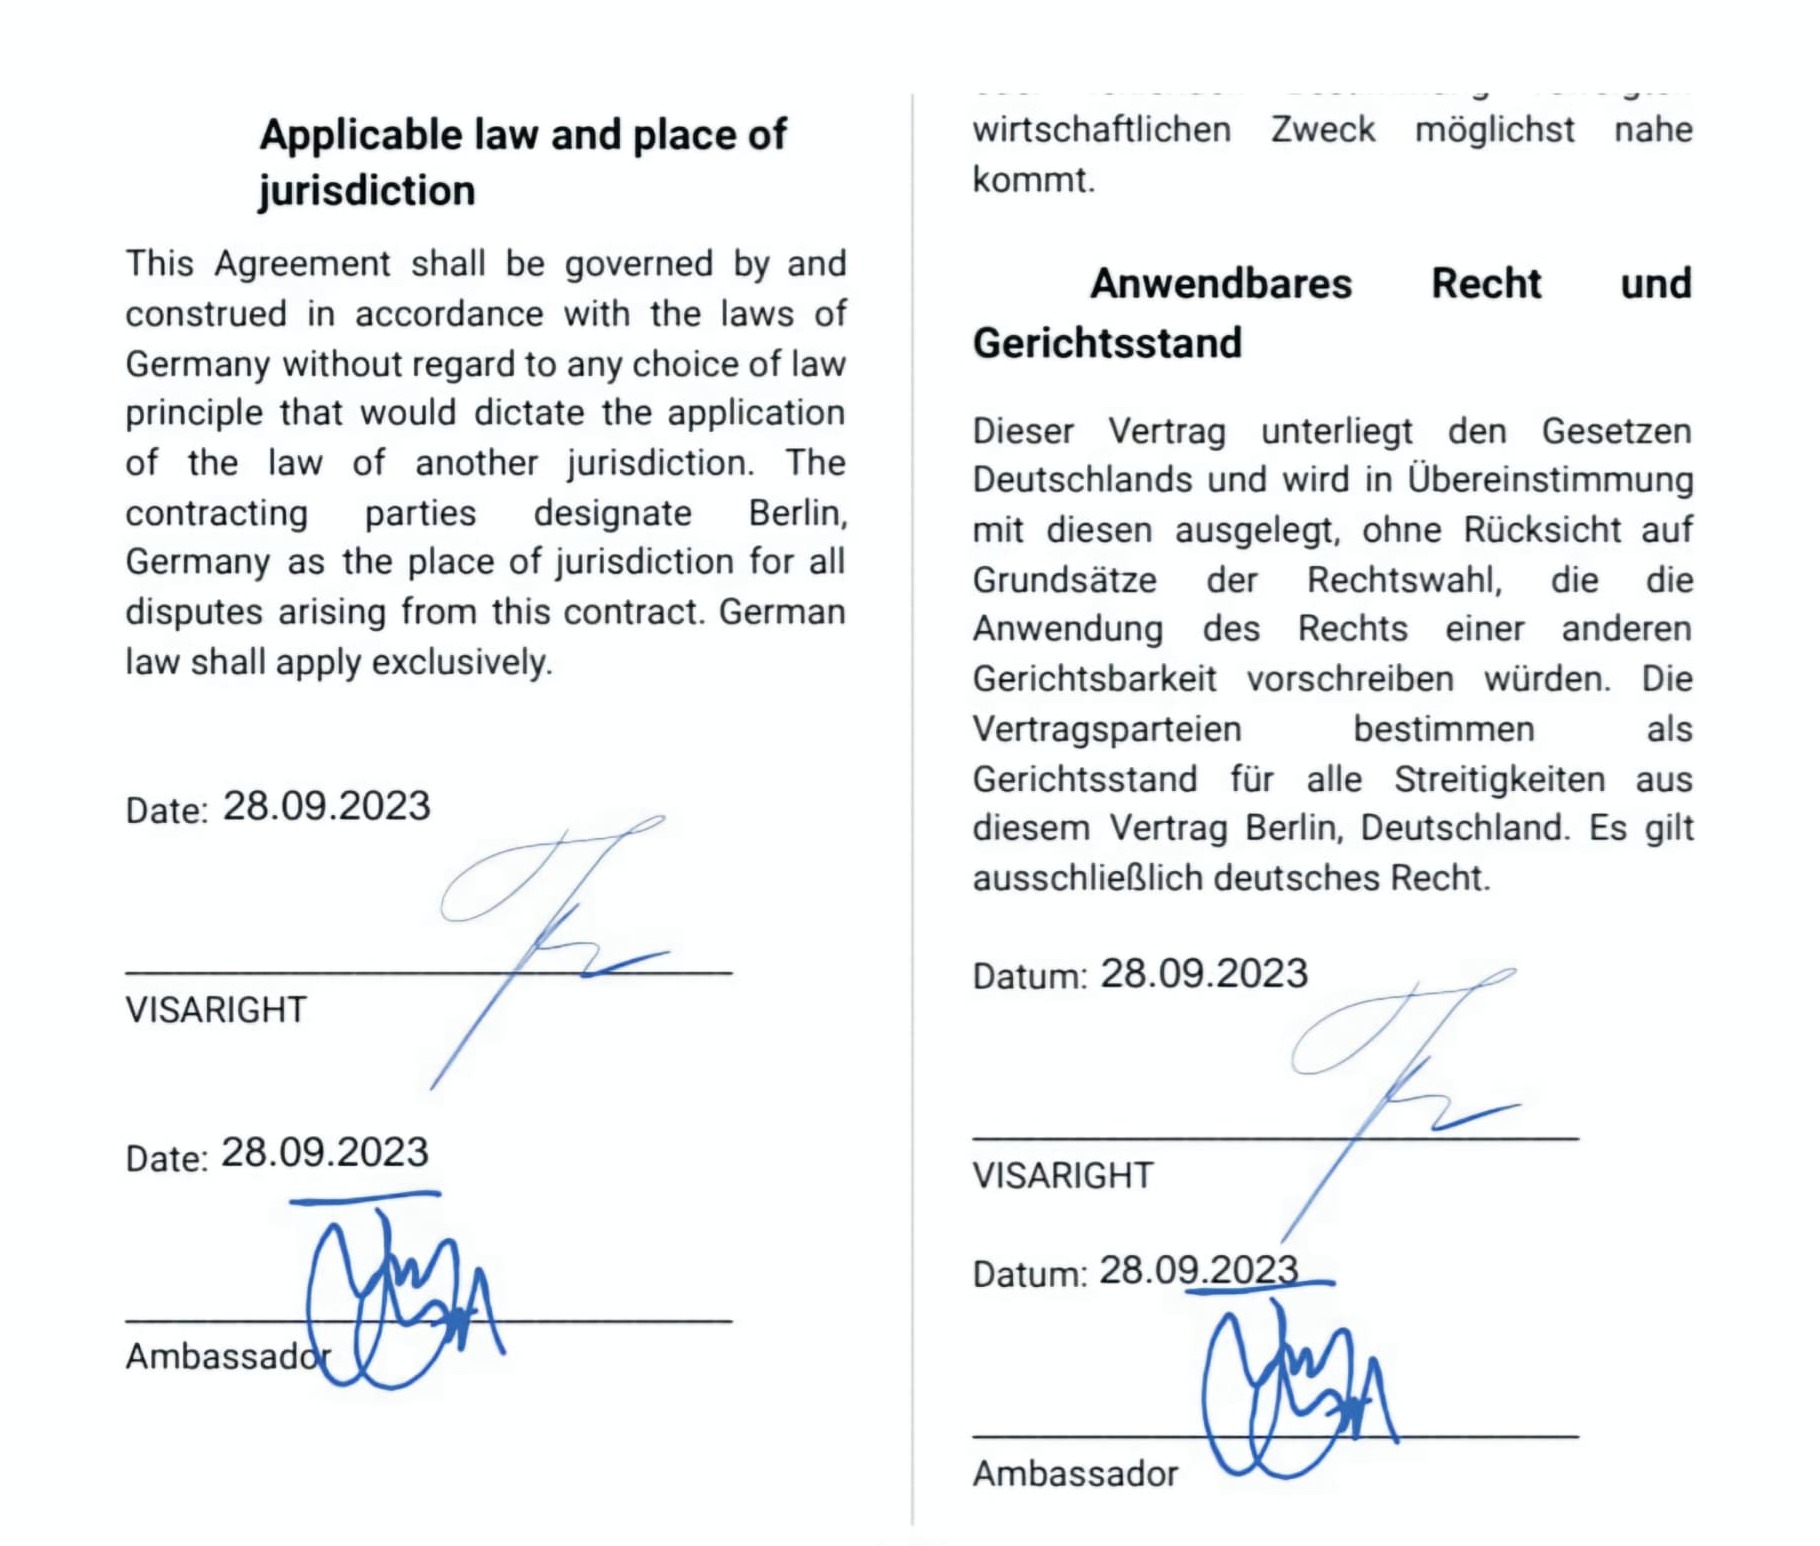 Applicable law and place of
jurisdiction
This Agreement shall be governed by and
construed in accordance with the laws of
Germany without regard to any choice of law
principle that would dictate the application
of the law of another jurisdiction. The
contracting parties designate Berlin,
Germany as the place of jurisdiction for all
disputes arising from this contract. German
law shall apply exclusively.
Date: 28.09.2023
VISARIGHT
Date: 28.09.2023
Ambassador
wirtschaftlichen Zweck möglichst nahe
kommt.
Anwendbares Recht und
Gerichtsstand
Dieser Vertrag unterliegt den Gesetzen
Deutschlands und wird in Übereinstimmung
mit diesen ausgelegt, ohne Rücksicht auf
Grundsätze der Rechtswahl, die die
Anwendung des Rechts einer anderen
Gerichtsbarkeit vorschreiben würden. Die
Vertragsparteien bestimmen als
Gerichtsstand für alle Streitigkeiten aus
diesem Vertrag Berlin, Deutschland. Es gilt
ausschließlich deutsches Recht.
Datum: 28.09.2023
VISARIGHT
Datum: 28.09.2023
Ambassador